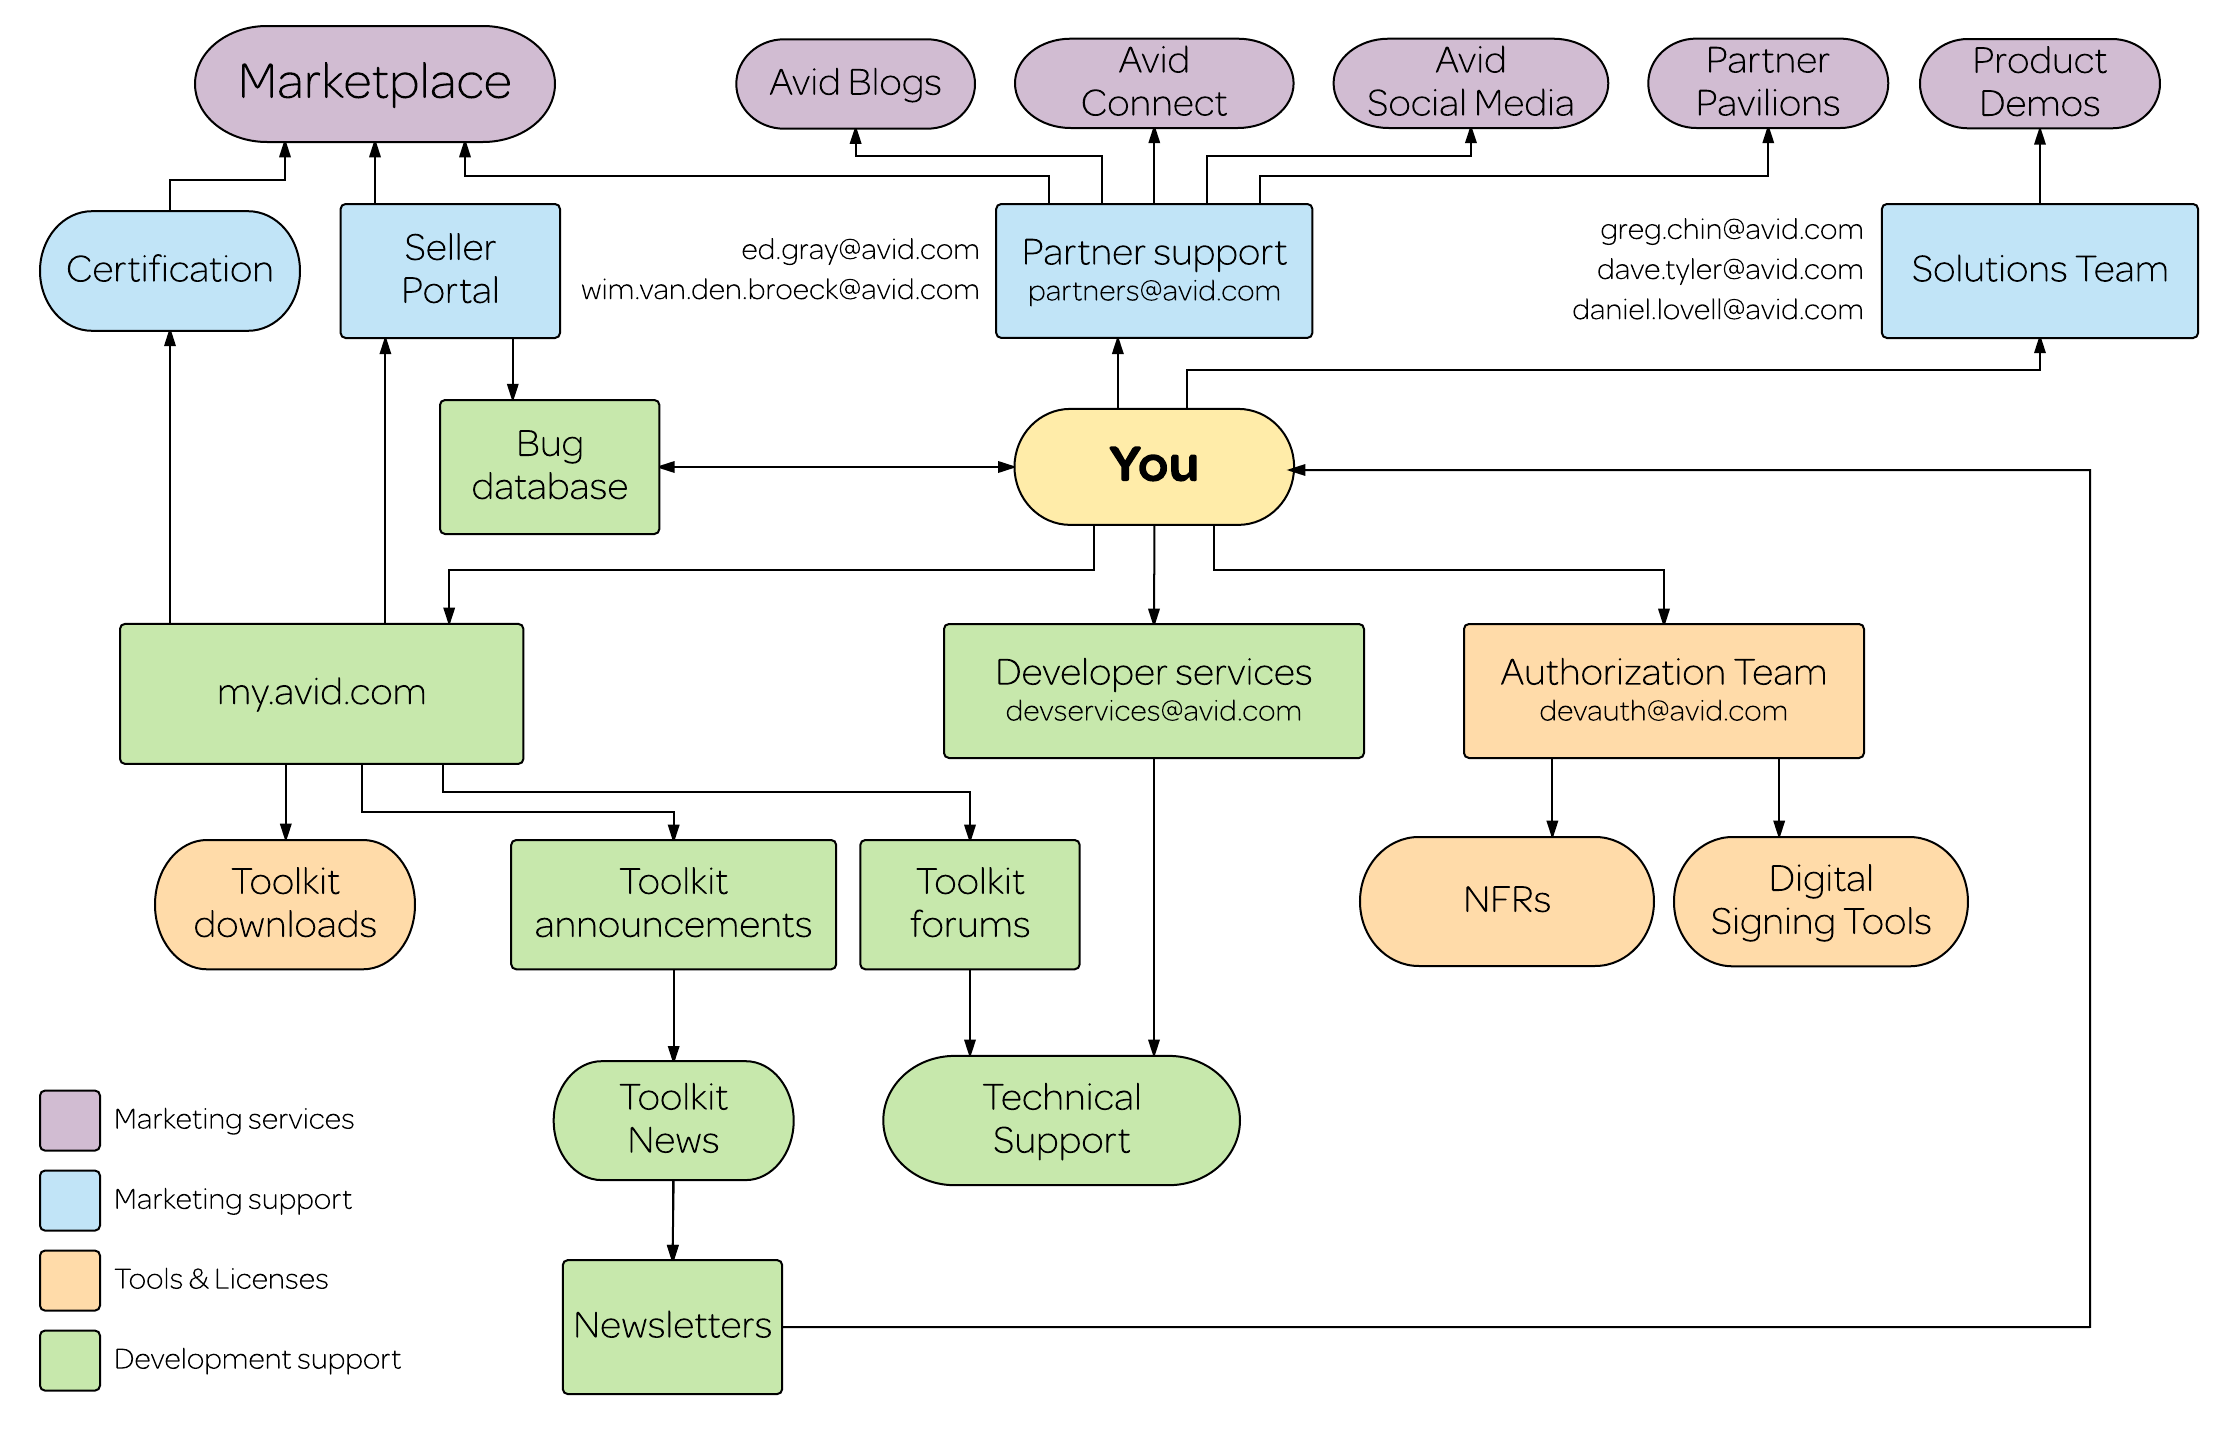 Marketplace
Avid Blogs
Avid
Connect
Avid
Social Media
Partner
Pavilions
Product
Demos
Certification
Seller
Portal
ed.gray@avid.com
wim.van.den.broeck@avid.com
Partner support
partners@avid.com
greg.chin@avid.com
dave.tyler@avid.com
daniel.lovell@avid.com
Solutions Team
Bug
database
You
my.avid.com
Developer services
devservices@avid.com
Authorization Team
devauth@avid.com
Toolkit
downloads
Toolkit
announcements
Toolkit
forums
NFRs
Digital
Signing Tools
Toolkit
News
Technical
Support
Newsletters
Marketing services
Marketing support
Tools & Licenses
Development support